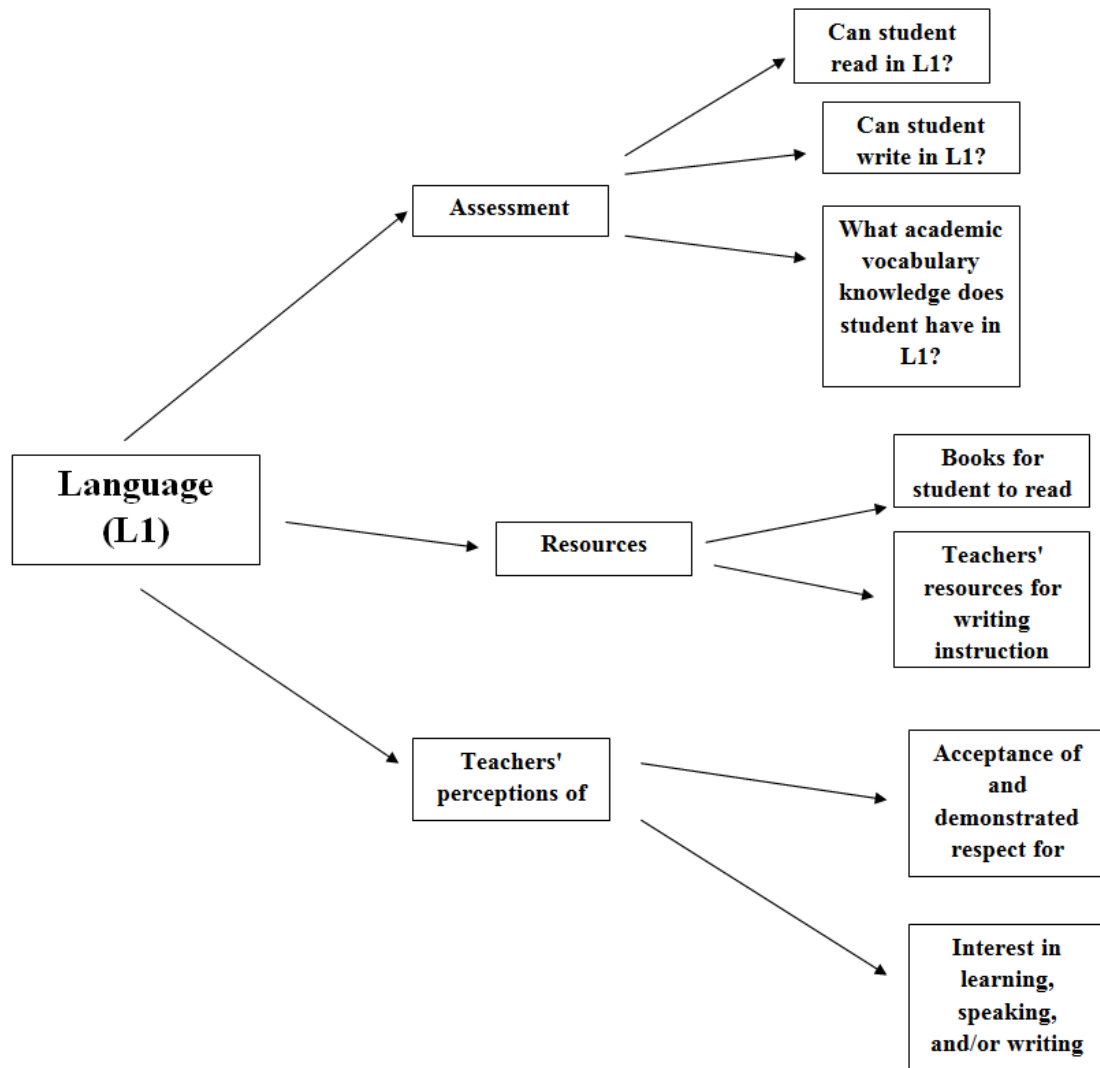 Can student
read in L1?
Can student
write in L1?
Assessment
What academic
vocabulary
knowledge does
student have in
L1?
Language
(L1)
Books for
student to read
Resources
Teachers'
resources for
writing
instruction
Teachers'
perceptions of
Acceptance of
and
demonstrated
respect for
Interest in
learning,
speaking,
and/or writing